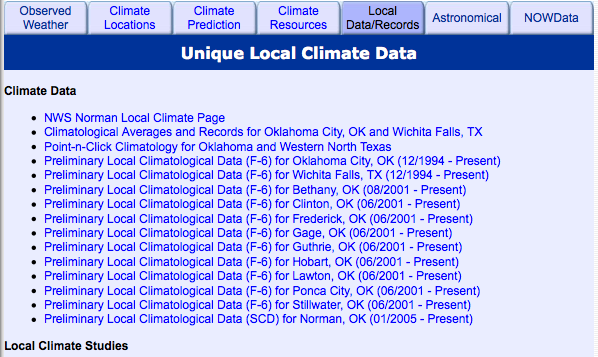 Observed Weather
Climate Locations
Climate Prediction
Climate Resources
Local Data/Records
Astronomical
NOWData
Unique Local Climate Data
Climate Data
NWS Norman Local Climate Page
Climatological Averages and Records for Oklahoma City, OK and Wichita Falls, TX
Point-n-Click Climatology for Oklahoma and Western North Texas
Preliminary Local Climatological Data (F-6) for Oklahoma City, OK (12/1994 - Present)
Preliminary Local Climatological Data (F-6) for Wichita Falls, TX (12/1994 - Present)
Preliminary Local Climatological Data (F-6) for Bethany, OK (08/2001 - Present)
Preliminary Local Climatological Data (F-6) for Clinton, OK (06/2001 - Present)
Preliminary Local Climatological Data (F-6) for Frederick, OK (06/2001 - Present)
Preliminary Local Climatological Data (F-6) for Gage, OK (06/2001 - Present)
Preliminary Local Climatological Data (F-6) for Guthrie, OK (06/2001 - Present)
Preliminary Local Climatological Data (F-6) for Hobart, OK (06/2001 - Present)
Preliminary Local Climatological Data (F-6) for Lawton, OK (06/2001 - Present)
Preliminary Local Climatological Data (F-6) for Ponca City, OK (06/2001 - Present)
Preliminary Local Climatological Data (F-6) for Stillwater, OK (06/2001 - Present)
Preliminary Local Climatological Data (SCD) for Norman, OK (01/2005 - Present)
Local Climate Studies